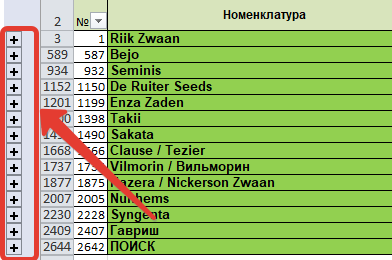 2 № Номенклатура
+ 3 1 Riik Zwaan
+ 589 587 Bejo
+ 934 932 Seminis
+ 1152 1150 De Ruiter Seeds
+ 1201 1199 Enza Zaden
+ 1398 Takii
+ 1490 Sakata
+ 1668 Clause / Tezier
+ 1737 Vilmorin / Вильморин
+ 1877 1875 Hazera / Nickerson Zwaan
+ 2007 2005 Nunhems
+ 2230 2228 Syngenta
+ 2409 2407 Гавриш
+ 2644 2642 ПОИСК